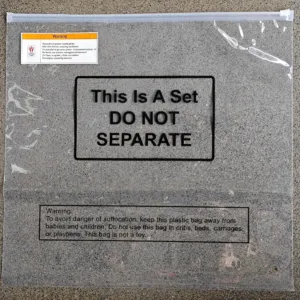 Warning
This Is A Set
DO NOT
SEPARATE
Warning:
To avoid danger of suffocation, keep this plastic bag away from
babies and children. Do not use this bag in cribs, beds, carriages,
or playpens. This bag is not a toy.